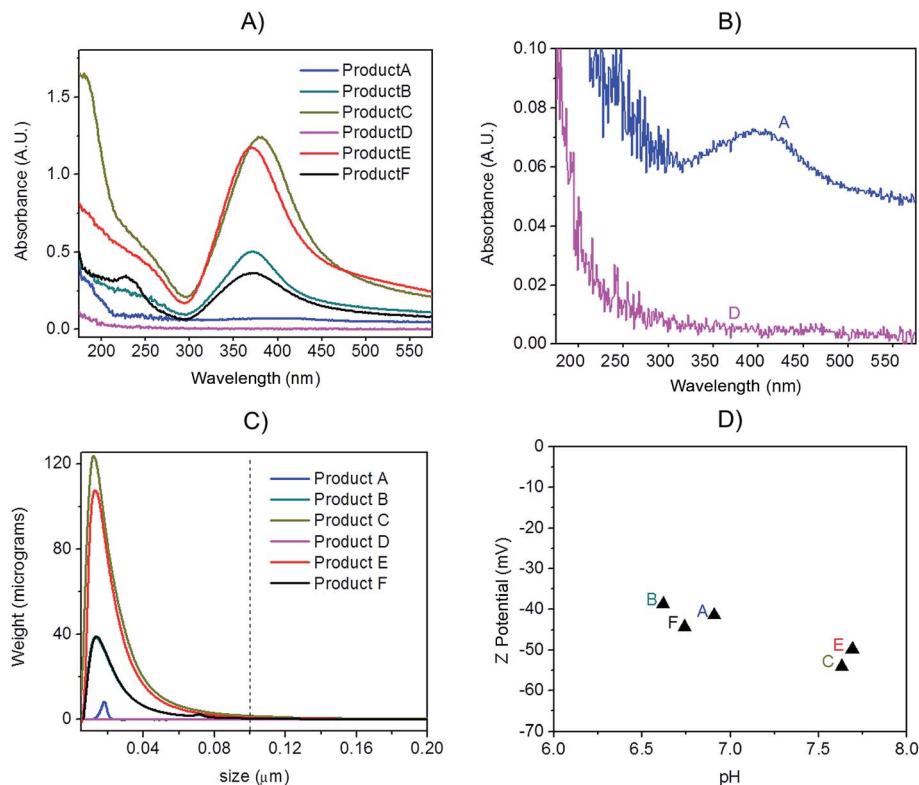 A)
Absorbance (A.U.)
1.5
1.0
0.5
0.0
200 250 300 350 400 450 500 550
Wavelength (nm)
ProductA
ProductB
ProductC
ProductD
ProductE
ProductF
B)
Absorbance (A.U.)
0.10
0.08
0.06
0.04
0.02
0.00
200 250 300 350 400 450 500 550
Wavelength (nm)
A
D
C)
Weight (micrograms)
120
80
40
0
0.04 0.08 0.12 0.16 0.20
size (μm)
Product A
Product B
Product C
Product D
Product E
Product F
D)
Z Potential (mV)
0
-10
-20
-30
-40
-50
-60
-70
6.0 6.5 7.0 7.5 8.0
pH
B
F
A
E
C